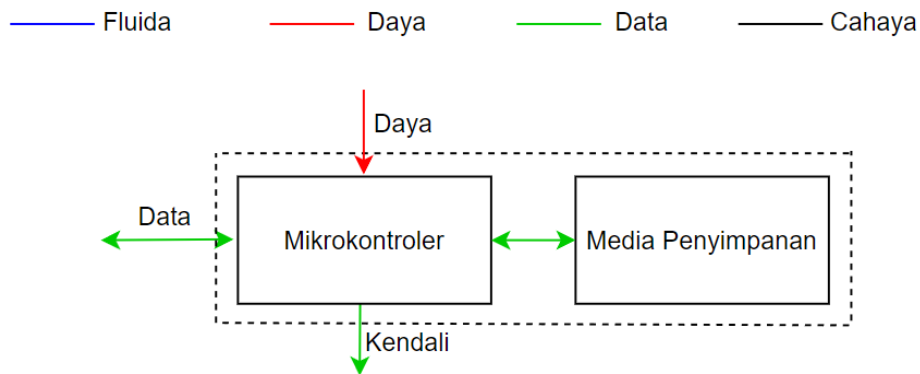 Fluida
Daya
Data
Cahaya
Daya
Data
Mikrokontroler
Media Penyimpanan
Kendali